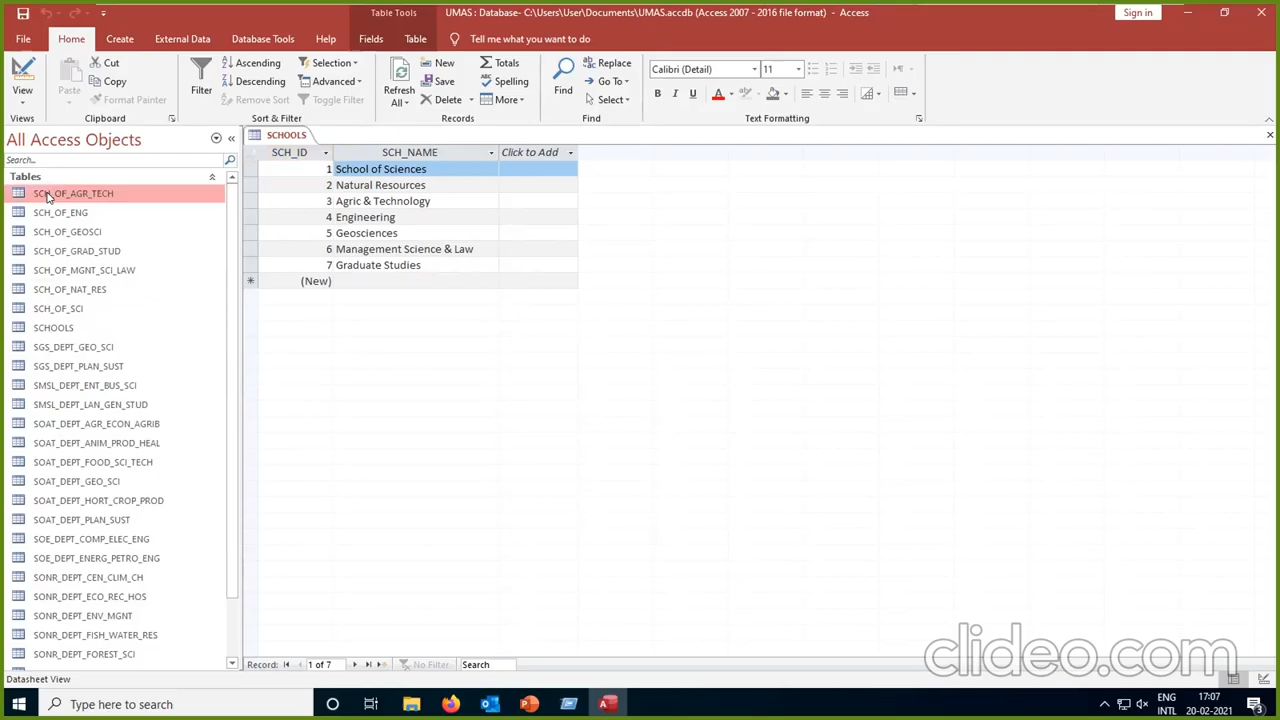 Table Tools
UMAS : Database- C:\Users\User\Documents\UMAS.accdb (Access 2007 - 2016 file format) - Access
Sign in
File
Home
Create
External Data
Database Tools
Help
Fields
Table
Tell me what you want to do
View
Views
Paste
Cut
Copy
Format Painter
Clipboard
Filter
Ascending
Descending
Remove Sort
Selection
Advanced
Toggle Filter
Sort & Filter
Refresh
All
New
Save
Delete
Totals
Spelling
More
Records
Find
Replace
Go To
Select
Find
Calibri (Detail)
11
B I U A
Text Formatting
All Access Objects
Search...
Tables
SCH_OF_AGR_TECH
SCH_OF_ENG
SCH_OF_GEOSCI
SCH_OF_GRAD_STUD
SCH_OF_MGNT_SCI_LAW
SCH_OF_NAT_RES
SCH_OF_SCI
SCHOOLS
SGS_DEPT_GEO_SCI
SGS_DEPT_PLAN_SUST
SMSL_DEPT_ENT_BUS_SCI
SMSL_DEPT_LAN_GEN_STUD
SOAT_DEPT_AGR_ECON_AGRIB
SOAT_DEPT_ANIM_PROD_HEAL
SOAT_DEPT_FOOD_SCI_TECH
SOAT_DEPT_GEO_SCI
SOAT_DEPT_HORT_CROP_PROD
SOAT_DEPT_PLAN_SUST
SOE_DEPT_COMP_ELEC_ENG
SOE_DEPT_ENERG_PETRO_ENG
SONR_DEPT_CEN_CLIM_CH
SONR_DEPT_ECO_REC_HOS
SONR_DEPT_ENV_MGNT
SONR_DEPT_FISH_WATER_RES
SONR_DEPT_FOREST_SCI
SCHOOLS
SCH_ID SCH_NAME Click to Add
1 School of Sciences
2 Natural Resources
3 Agric & Technology
4 Engineering
5 Geosciences
6 Management Science & Law
7 Graduate Studies
(New)
Record: 1 of 7 No Filter Search
clideo.com
Datasheet View
Type here to search
ENG
INTL
17:07
20-02-2021
3